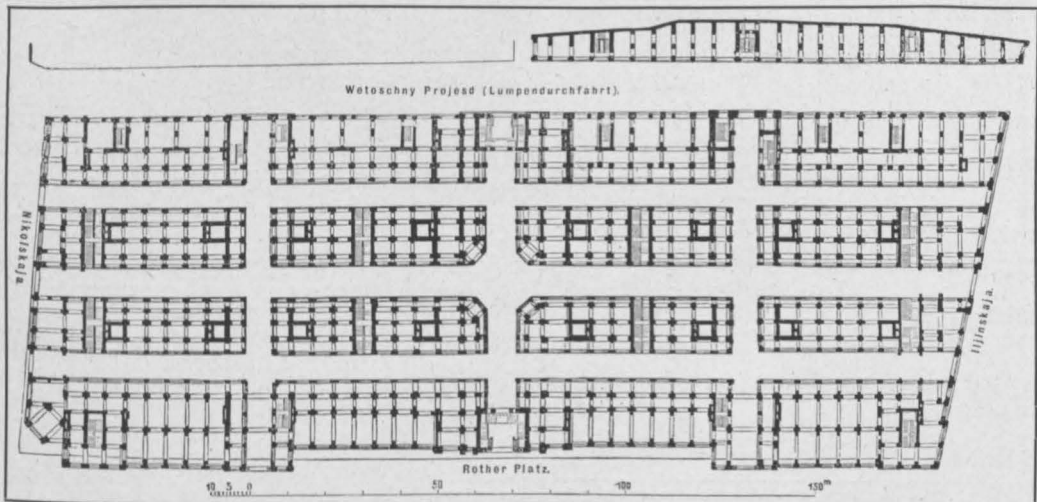 Wetoschny Projesd (Lumpendurchfahrt).
Nikolskaja.
Iljinskaja.
Rother Platz.
10 5 0 50 100 150m